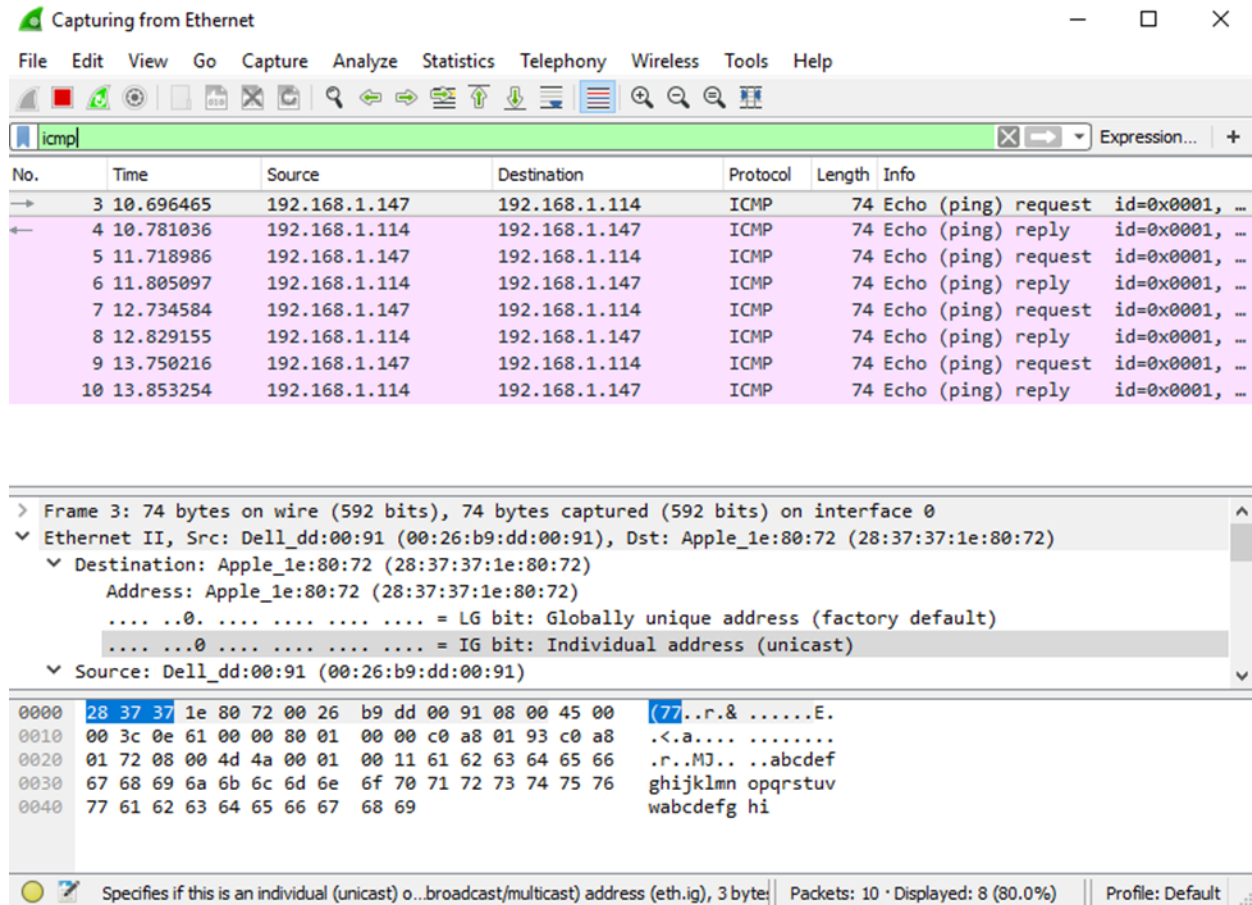 Capturing from Ethernet
File Edit View Go Capture Analyze Statistics Telephony Wireless Tools Help
icmp Expression... +
No. Time Source Destination Protocol Length Info
3 10.696465 192.168.1.147 192.168.1.114 ICMP 74 Echo (ping) request id=0x0001, …
4 10.781036 192.168.1.114 192.168.1.147 ICMP 74 Echo (ping) reply id=0x0001, …
5 11.718986 192.168.1.147 192.168.1.114 ICMP 74 Echo (ping) request id=0x0001, …
6 11.805097 192.168.1.114 192.168.1.147 ICMP 74 Echo (ping) reply id=0x0001, …
7 12.734584 192.168.1.147 192.168.1.114 ICMP 74 Echo (ping) request id=0x0001, …
8 12.829155 192.168.1.114 192.168.1.147 ICMP 74 Echo (ping) reply id=0x0001, …
9 13.750216 192.168.1.147 192.168.1.114 ICMP 74 Echo (ping) request id=0x0001, …
10 13.853254 192.168.1.114 192.168.1.147 ICMP 74 Echo (ping) reply id=0x0001, …
Frame 3: 74 bytes on wire (592 bits), 74 bytes captured (592 bits) on interface 0
Ethernet II, Src: Dell_dd:00:91 (00:26:b9:dd:00:91), Dst: Apple_1e:80:72 (28:37:37:1e:80:72)
Destination: Apple_1e:80:72 (28:37:37:1e:80:72)
Address: Apple_1e:80:72 (28:37:37:1e:80:72)
.... ..0. .... .... .... .... = LG bit: Globally unique address (factory default)
.... ...0 .... .... .... .... = IG bit: Individual address (unicast)
Source: Dell_dd:00:91 (00:26:b9:dd:00:91)
0000 28 37 37 1e 80 72 00 26 b9 dd 00 91 08 00 45 00 (77..r.& ......E.
0010 00 3c 0e 61 00 00 80 01 00 00 c0 a8 01 93 c0 a8 .<.a.... ........
0020 01 72 08 00 4d 4a 00 01 00 11 61 62 63 64 65 66 .r..MJ.. ..abcdef
0030 67 68 69 6a 6b 6c 6d 6e 6f 70 71 72 73 74 75 76 ghijklmn opqrstuv
0040 77 61 62 63 64 65 66 67 68 69 wabcdefg hi
Specifies if this is an individual (unicast) o...broadcast/multicast) address (eth.ig), 3 bytes Packets: 10 · Displayed: 8 (80.0%) Profile: Default